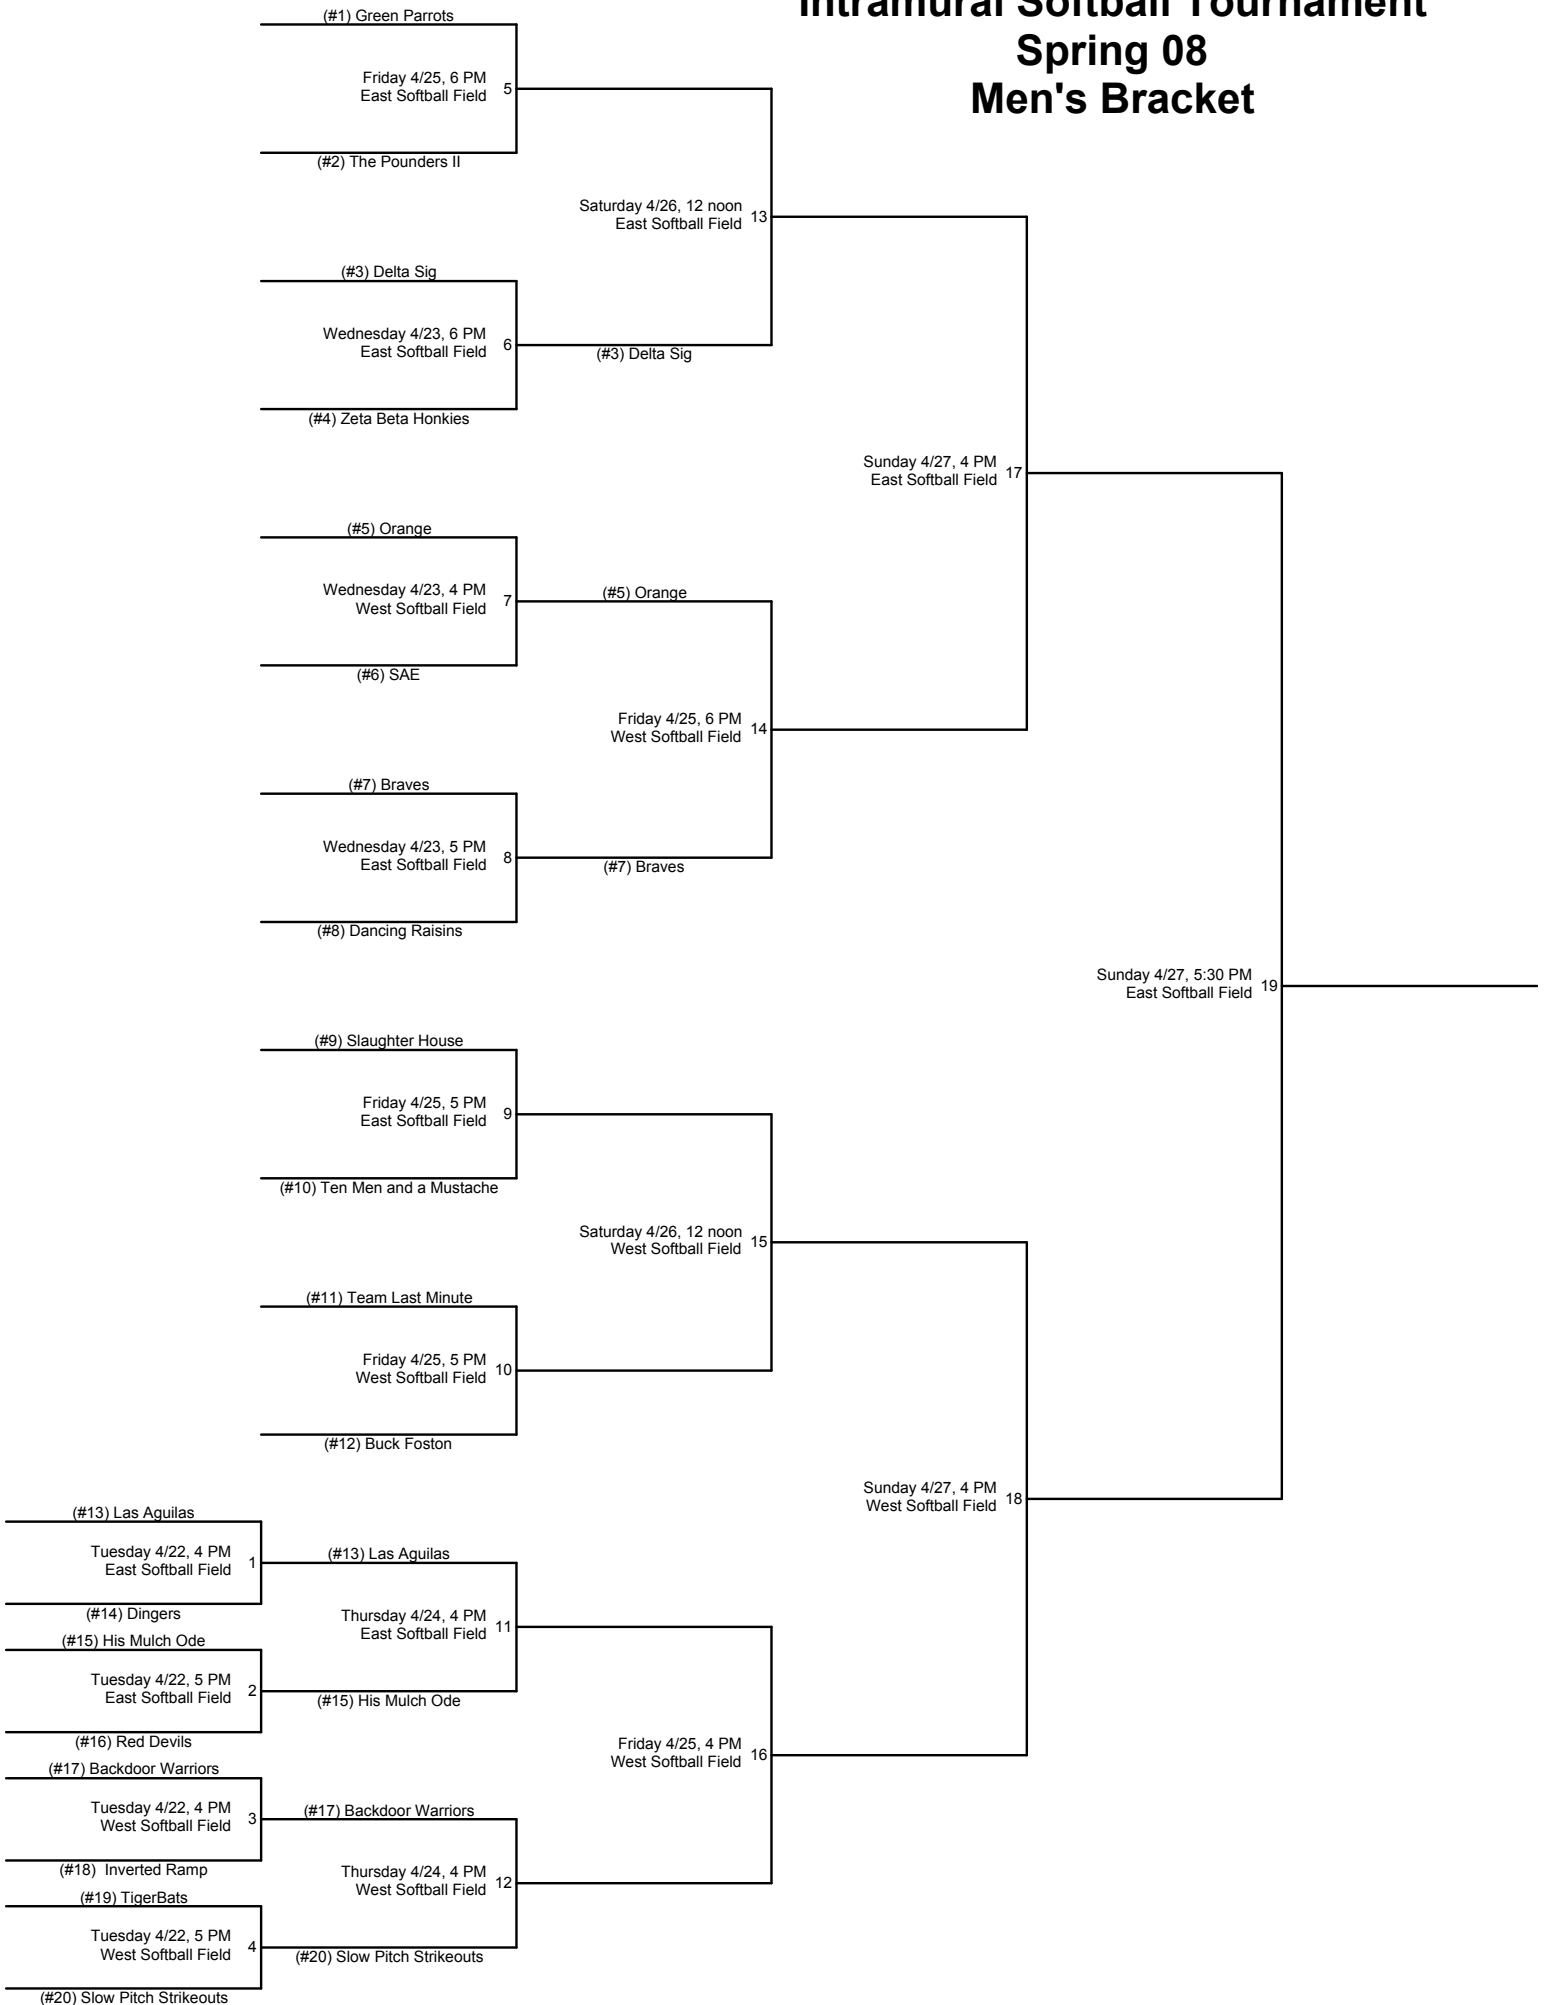 Intramural Softball Tournament
Spring 08
Men's Bracket
(#1) Green Parrots
Friday 4/25, 6 PM
East Softball Field
5
(#2) The Pounders II
Saturday 4/26, 12 noon
East Softball Field
13
(#3) Delta Sig
Wednesday 4/23, 6 PM
East Softball Field
6
(#3) Delta Sig
(#4) Zeta Beta Honkies
Sunday 4/27, 4 PM
East Softball Field
17
(#5) Orange
Wednesday 4/23, 4 PM
West Softball Field
7
(#5) Orange
(#6) SAE
Friday 4/25, 6 PM
West Softball Field
14
(#7) Braves
Wednesday 4/23, 5 PM
East Softball Field
8
(#7) Braves
(#8) Dancing Raisins
Sunday 4/27, 5:30 PM
East Softball Field
19
(#9) Slaughter House
Friday 4/25, 5 PM
East Softball Field
9
(#10) Ten Men and a Mustache
Saturday 4/26, 12 noon
West Softball Field
15
(#11) Team Last Minute
Friday 4/25, 5 PM
West Softball Field
10
(#12) Buck Foston
Sunday 4/27, 4 PM
West Softball Field
18
(#13) Las Aguilas
Tuesday 4/22, 4 PM
East Softball Field
1
(#13) Las Aguilas
(#14) Dingers
Thursday 4/24, 4 PM
East Softball Field
11
(#15) His Mulch Ode
Tuesday 4/22, 5 PM
East Softball Field
2
(#15) His Mulch Ode
(#16) Red Devils
Friday 4/25, 4 PM
West Softball Field
16
(#17) Backdoor Warriors
Tuesday 4/22, 4 PM
West Softball Field
3
(#17) Backdoor Warriors
(#18) Inverted Ramp
Thursday 4/24, 4 PM
West Softball Field
12
(#19) TigerBats
Tuesday 4/22, 5 PM
West Softball Field
4
(#20) Slow Pitch Strikeouts
(#20) Slow Pitch Strikeouts